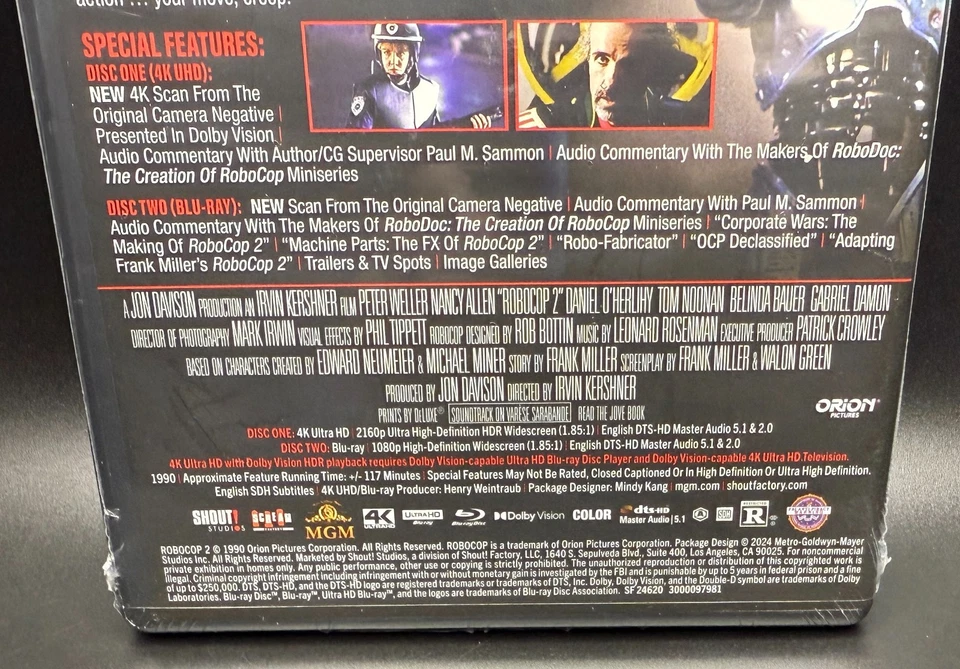 action ... your move, creep!
SPECIAL FEATURES:
DISC ONE (4K UHD):
NEW 4K Scan From The
Original Camera Negative |
Presented In Dolby Vision |
Audio Commentary With Author/CG Supervisor Paul M. Sammon | Audio Commentary With The Makers Of RoboDoc:
The Creation Of RoboCop Miniseries
DISC TWO (BLU-RAY): NEW Scan From The Original Camera Negative | Audio Commentary With Paul M. Sammon |
Audio Commentary With The Makers Of RoboDoc: The Creation Of RoboCop Miniseries | “Corporate Wars: The
Making Of RoboCop 2” | “Machine Parts: The FX Of RoboCop 2” | “Robo-Fabricator” | “OCP Declassified” | “Adapting
Frank Miller’s RoboCop 2” | Trailers & TV Spots | Image Galleries
A JON DAVISON PRODUCTION AN IRVIN KERSHNER FILM PETER WELLER NANCY ALLEN “ROBOCOP 2” DANIEL O’HERLIHY TOM NOONAN BELINDA BAUER GABRIEL DAMON
DIRECTOR OF PHOTOGRAPHY MARK IRWIN VISUAL EFFECTS BY PHIL TIPPETT ROBOCOP DESIGNED BY ROB BOTTIN MUSIC BY LEONARD ROSENMAN EXECUTIVE PRODUCER PATRICK CROWLEY
BASED ON CHARACTERS CREATED BY EDWARD NEUMEIER & MICHAEL MINER STORY BY FRANK MILLER SCREENPLAY BY FRANK MILLER & WALON GREEN
PRODUCED BY JON DAVISON DIRECTED BY IRVIN KERSHNER
PRINTS BY DELUXE® SOUNDTRACK ON VARÈSE SARABANDE READ THE JOVE BOOK
ORION
PICTURES
DISC ONE: 4K Ultra HD | 2160p Ultra High-Definition HDR Widescreen (1.85:1) | English DTS-HD Master Audio 5.1 & 2.0
DISC TWO: Blu-ray | 1080p High-Definition Widescreen (1.85:1) | English DTS-HD Master Audio 5.1 & 2.0
4K Ultra HD with Dolby Vision HDR playback requires Dolby Vision-capable Ultra HD Blu-ray Disc Player and Dolby Vision-capable 4K Ultra HD Television.
1990 | Approximate Feature Running Time: +/- 117 Minutes | Special Features May Not Be Rated, Closed Captioned Or In High Definition Or Ultra High Definition.
English SDH Subtitles | 4K UHD/Blu-ray Producer: Henry Weintraub | Package Designer: Mindy Kang | mgm.com | shoutfactory.com
SHOUT! STUDIOS SCREAM FACTORY MGM 4K ULTRA HD ULTRA HD Blu-ray Blu-ray Disc Dolby Vision COLOR dts-HD Master Audio | 5.1 SDH RESTRICTED R
ROBOCOP 2 © 1990 Orion Pictures Corporation. All Rights Reserved. ROBOCOP is a trademark of Orion Pictures Corporation. Package Design © 2024 Metro-Goldwyn-Mayer
Studios Inc. All Rights Reserved. Marketed by Shout! Studios, a division of Shout! Factory, LLC, 1640 S. Sepulveda Blvd., Suite 400, Los Angeles, CA 90025. For noncommercial
private exhibition in homes only. Any public performance, other use or copying is strictly prohibited. The unauthorized reproduction or distribution of this copyrighted work is
illegal. Criminal copyright infringement including infringement with or without monetary gain is investigated by the FBI and is punishable by up to 5 years in federal prison and a fine
of up to $250,000. DTS, DTS-HD, and the DTS-HD logo are registered trademarks or trademarks of DTS, Inc. Dolby, Dolby Vision, and the Double-D symbol are trademarks of Dolby
Laboratories. Blu-ray Disc™, Blu-ray™, Ultra HD Blu-ray™, and the logos are trademarks of Blu-ray Disc Association. SF 24620 3000097981